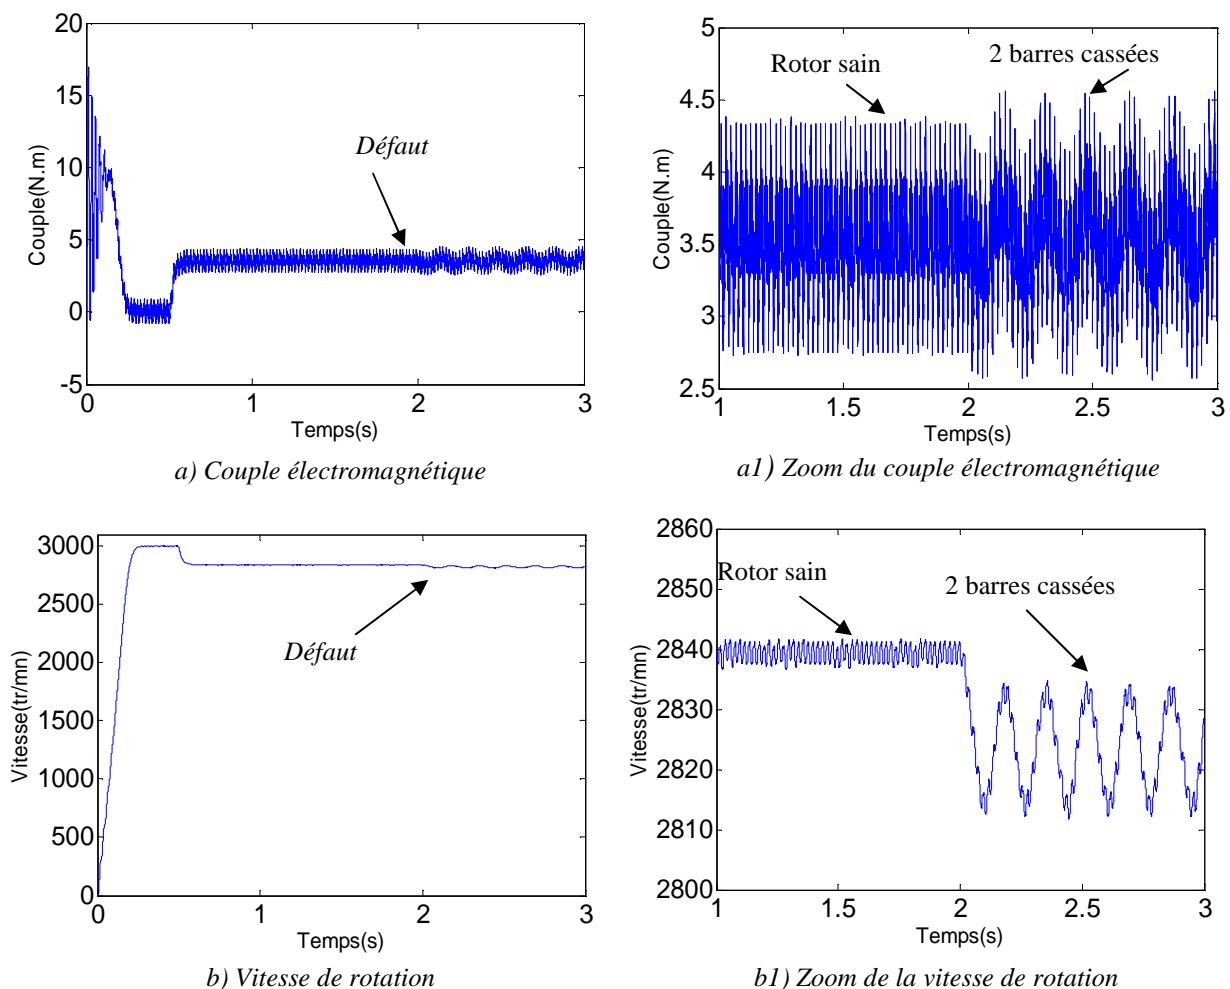 20
15
10
5
0
-5
Couple(N.m)
Défaut
0
1
2
3
Temps(s)
a) Couple électromagnétique
5
4.5
4
3.5
3
2.5
Couple(N.m)
Rotor sain
2 barres cassées
1
1.5
2
2.5
3
Temps(s)
a1) Zoom du couple électromagnétique
3000
2500
2000
1500
1000
500
0
Vitesse(tr/mn)
Défaut
0
1
2
3
Temps(s)
b) Vitesse de rotation
2860
2850
2840
2830
2820
2810
2800
Vitesse(tr/mn)
Rotor sain
2 barres cassées
1
1.5
2
2.5
3
Temps(s)
b1) Zoom de la vitesse de rotation